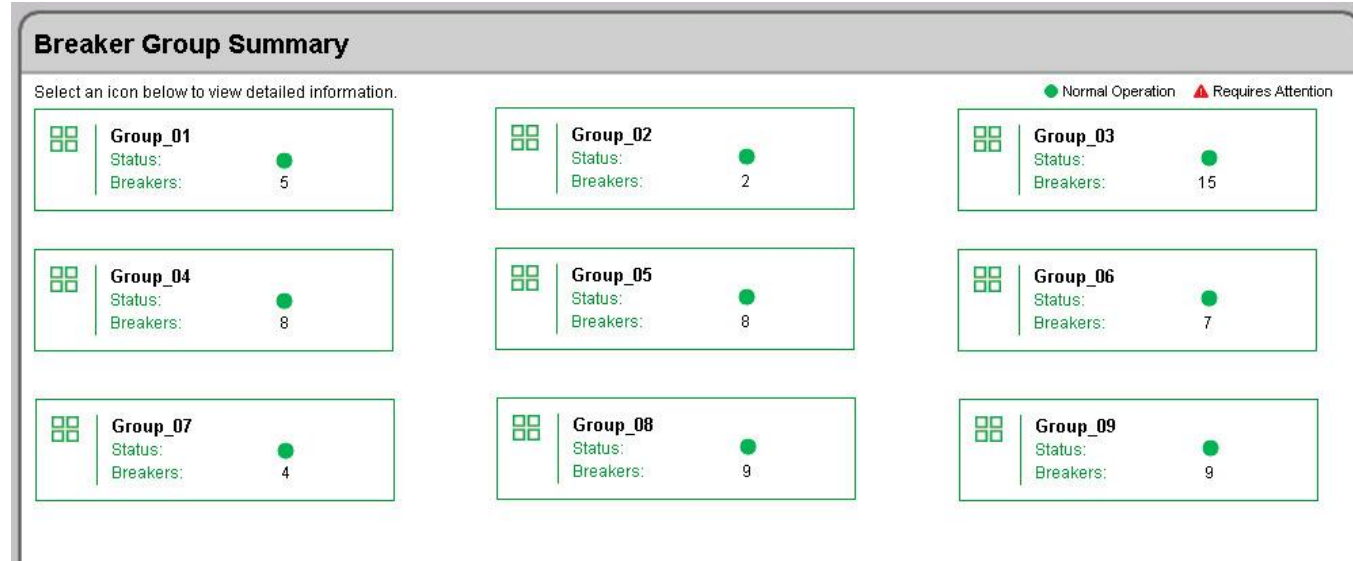 Breaker Group Summary
Select an icon below to view detailed information.
Normal Operation Requires Attention
Group_01
Status:
Breakers: 5
Group_02
Status:
Breakers: 2
Group_03
Status:
Breakers: 15
Group_04
Status:
Breakers: 8
Group_05
Status:
Breakers: 8
Group_06
Status:
Breakers: 7
Group_07
Status:
Breakers: 4
Group_08
Status:
Breakers: 9
Group_09
Status:
Breakers: 9